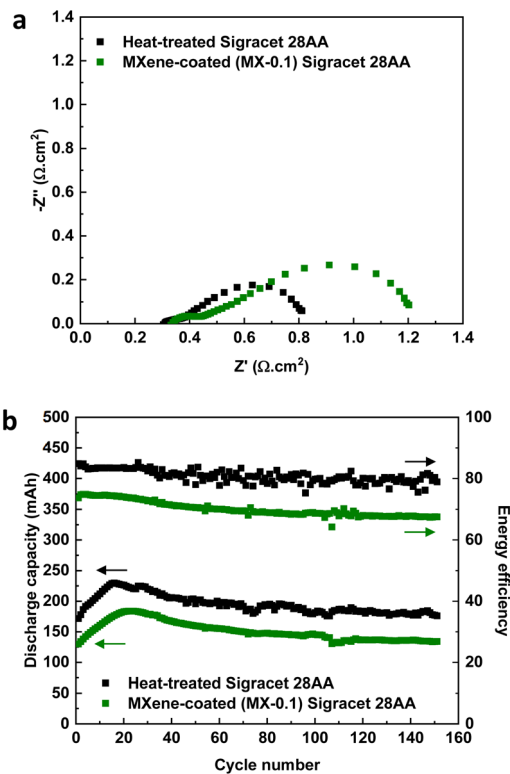 a
1.4
1.2
1.0
0.8
0.6
0.4
0.2
0.0
-Z'' (Ω.cm²)
Heat-treated Sigracet 28AA
MXene-coated (MX-0.1) Sigracet 28AA
0.0 0.2 0.4 0.6 0.8 1.0 1.2 1.4
Z' (Ω.cm²)
b
500
450
400
350
300
250
200
150
100
50
0
Discharge capacity (mAh)
100
80
60
40
20
0
Energy efficiency
Heat-treated Sigracet 28AA
MXene-coated (MX-0.1) Sigracet 28AA
0 20 40 60 80 100 120 140 160
Cycle number